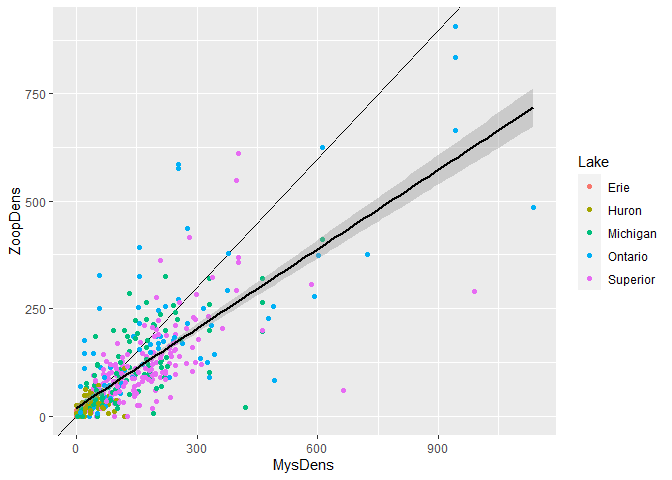 750
500
250
0
ZoopDens
0
300
600
900
MysDens
Lake
Erie
Huron
Michigan
Ontario
Superior